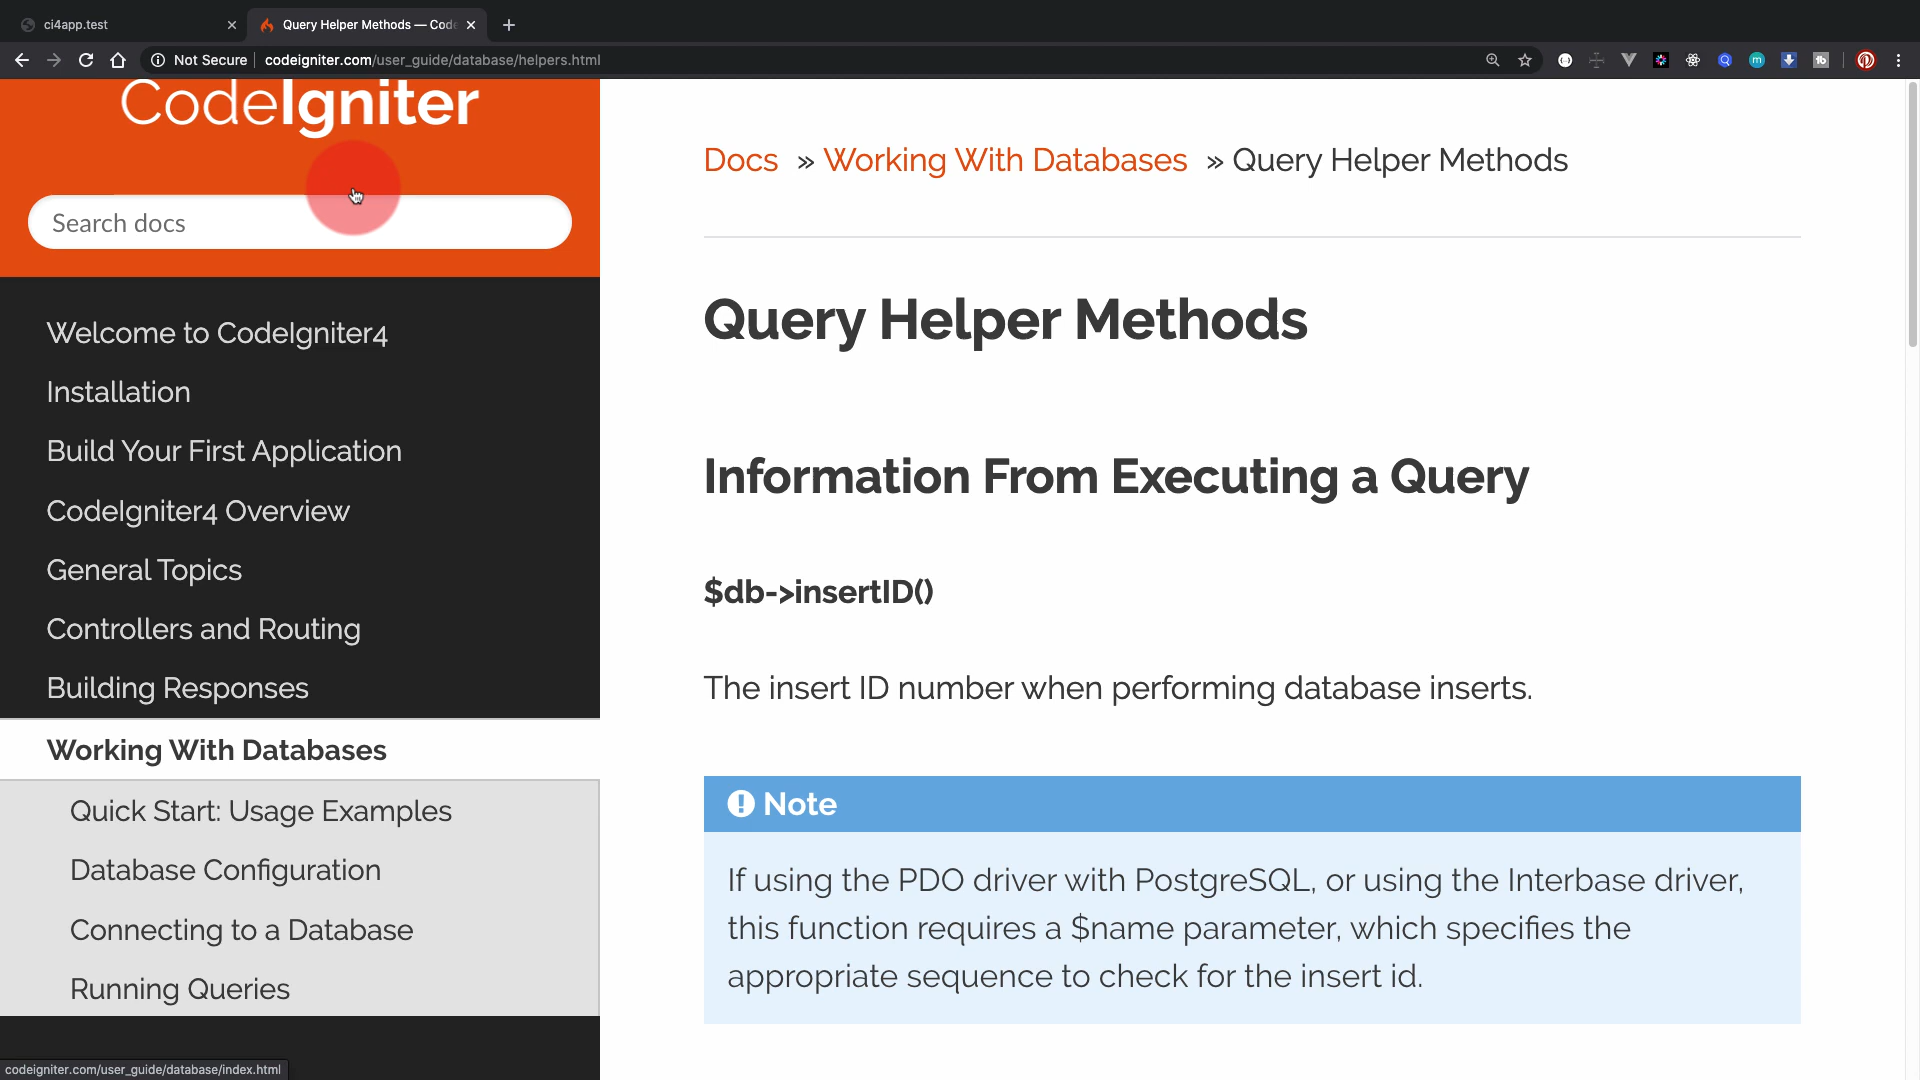 ci4app.test
Query Helper Methods — Code
Not Secure
codeigniter.com/user_guide/database/helpers.html
CodeIgniter
Search docs
Welcome to CodeIgniter4
Installation
Build Your First Application
CodeIgniter4 Overview
General Topics
Controllers and Routing
Building Responses
Working With Databases
Quick Start: Usage Examples
Database Configuration
Connecting to a Database
Running Queries
codeigniter.com/user_guide/database/index.html
Docs » Working With Databases » Query Helper Methods
Query Helper Methods
Information From Executing a Query
$db->insertID()
The insert ID number when performing database inserts.
Note
If using the PDO driver with PostgreSQL, or using the Interbase driver,
this function requires a $name parameter, which specifies the
appropriate sequence to check for the insert id.